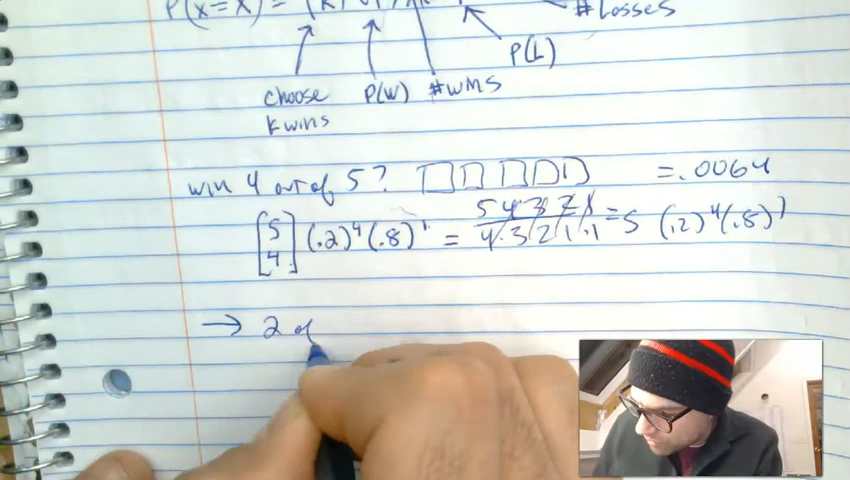 P(X=x) = (k)
#losses
P(L)
choose P(W) #wins
k wins
win 4 out of 5? =.0064
[5 4] (.2)⁴(.8)¹ = 5 4 3 2 1 / 4.3.2.1.1 = 5 (.2)⁴(.8)¹
→ 2 o